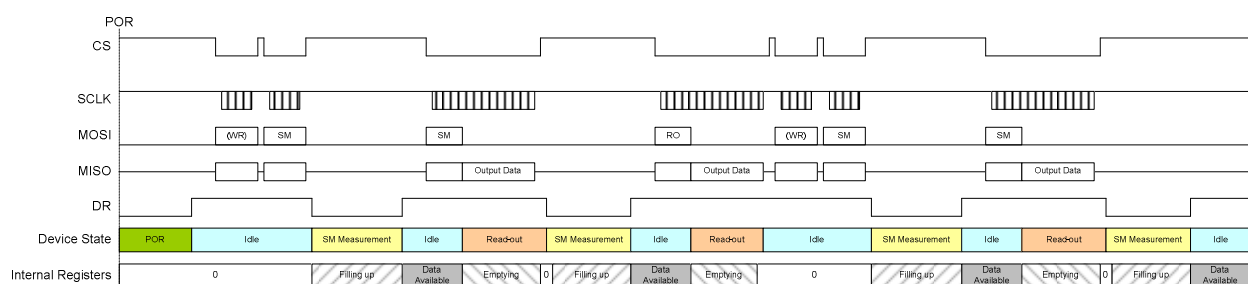 POR
CS
SCLK
MOSI (WR) SM SM RO (WR) SM SM
MISO Output Data Output Data Output Data
DR
Device State POR Idle SM Measurement Idle Read-out SM Measurement Idle Read-out Idle SM Measurement Idle Read-out SM Measurement Idle
Internal Registers 0 Filling up Data Available Emptying 0 Filling up Data Available Emptying 0 Filling up Data Available Emptying 0 Filling up Data Available